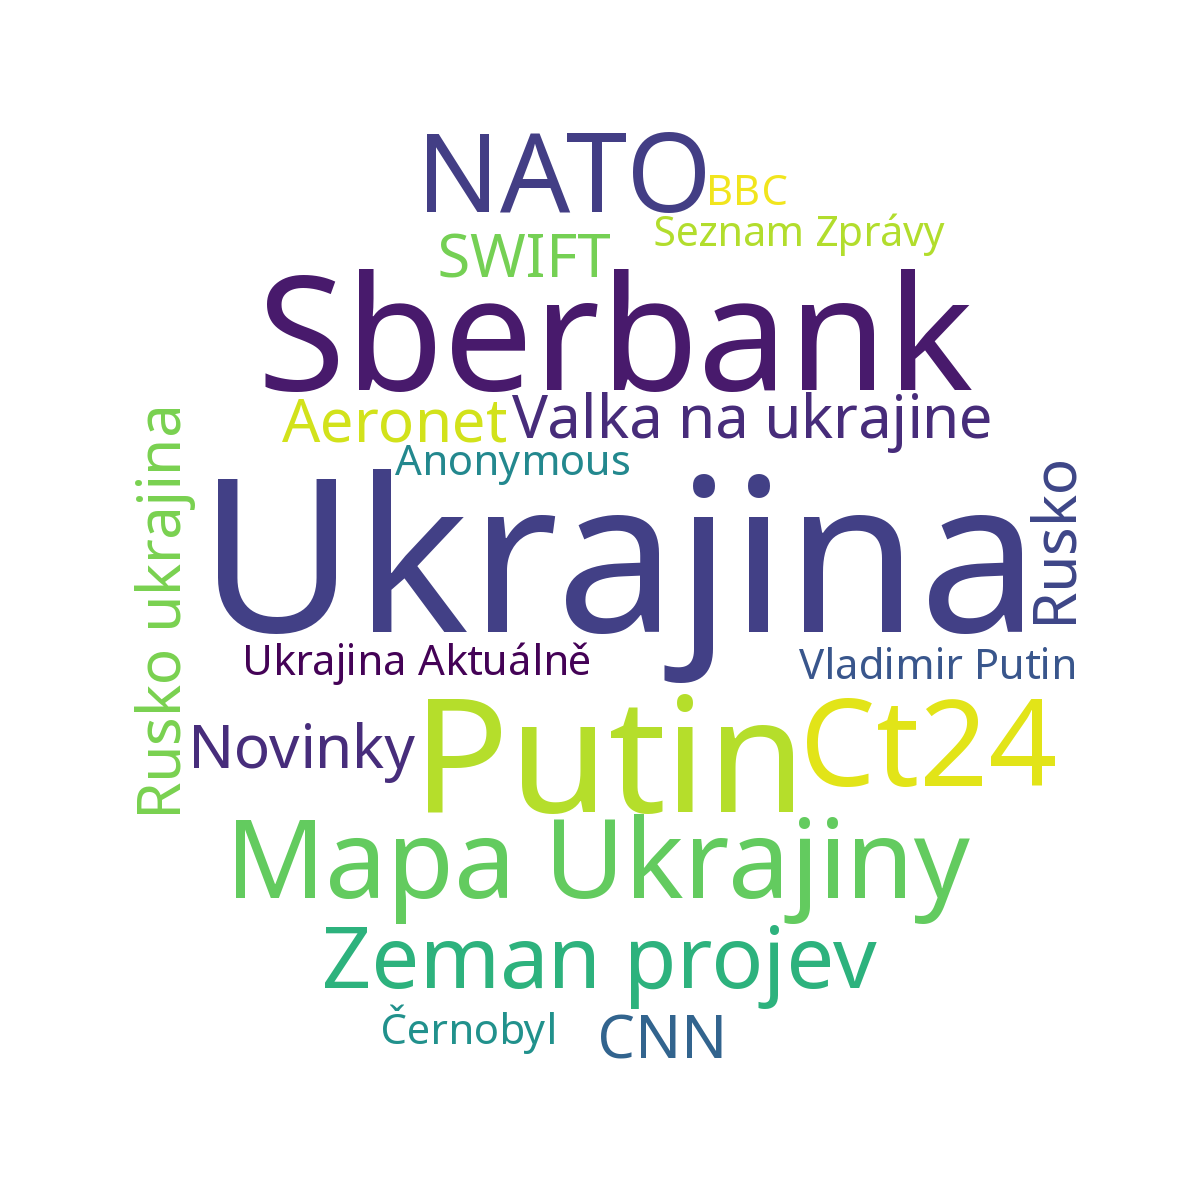 NATO
BBC
Seznam Zprávy
SWIFT
Sberbank
Aeronet
Valka na ukrajine
Anonymous
Rusko ukrajina
Ukrajina
Rusko
Ukrajina Aktuálně
Vladimir Putin
Novinky
Putin
Ct24
Mapa Ukrajiny
Zeman projev
Černobyl
CNN